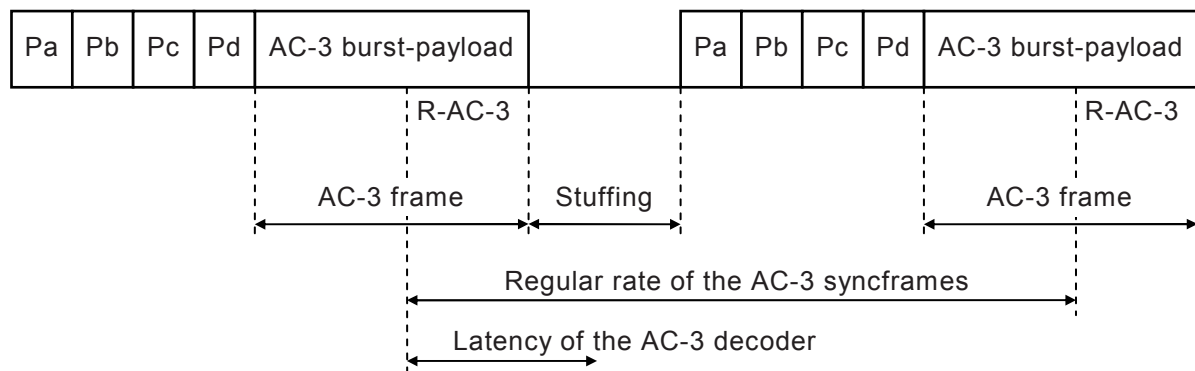 Pa Pb Pc Pd AC-3 burst-payload Pa Pb Pc Pd AC-3 burst-payload
R-AC-3 R-AC-3
AC-3 frame Stuffing AC-3 frame
Regular rate of the AC-3 syncframes
Latency of the AC-3 decoder